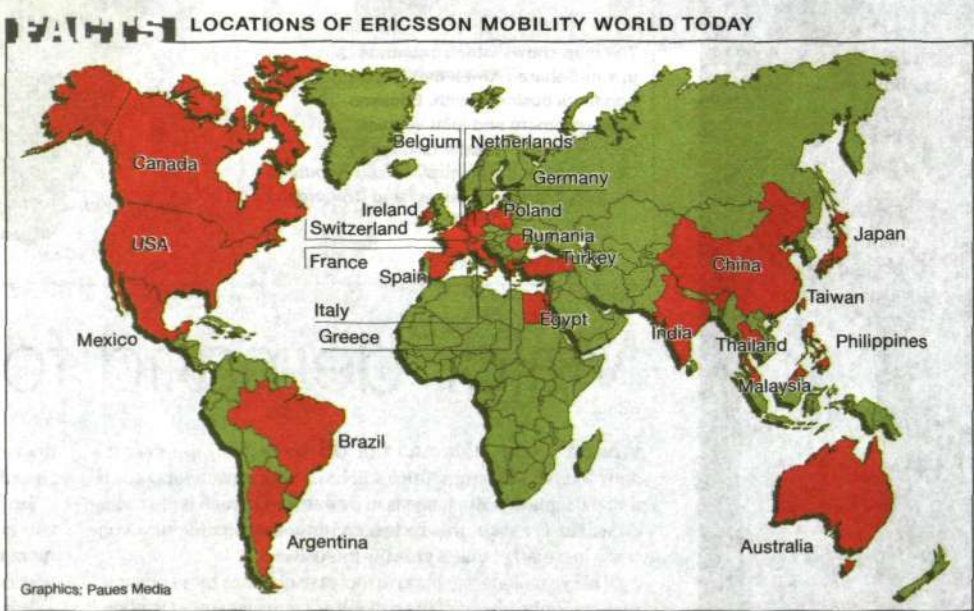 FACTS LOCATIONS OF ERICSSON MOBILITY WORLD TODAY
Belgium Netherlands
Canada
Germany
Ireland
Poland
Switzerland
USA
Rumania
Japan
France
Turkey
China
Spain
Taiwan
Italy
Egypt
Mexico
Greece
India
Thailand
Philippines
Malaysia
Brazil
Argentina
Australia
Graphics: Paues Media